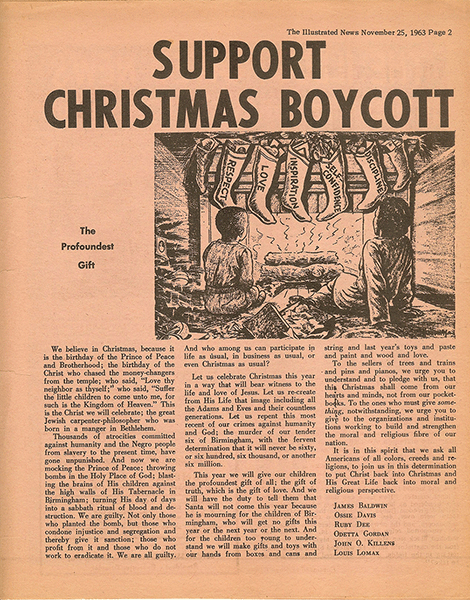 The Illustrated News November 25, 1963 Page 2
SUPPORT
CHRISTMAS BOYCOTT
The
Profoundest
Gift
RESPECT
LOVE
INSPIRATION
SELF
CONFIDENCE
DISCIPLINE
We believe in Christmas, because it
is the birthday of the Prince of Peace
and Brotherhood; the birthday of the
Christ who chased the money-changers
from the temple; who said, "Love thy
neighbor as thyself;" who said, "Suffer
the little children to come unto me, for
such is the Kingdom of Heaven." This
is the Christ we will celebrate; the great
Jewish carpenter-philosopher who was
born in a manger in Bethlehem.
Thousands of atrocities committed
against humanity and the Negro people
from slavery to the present time, have
gone unpunished. And now we are
mocking the Prince of Peace; throwing
bombs in the Holy Place of God; blast-
ing the brains of His children against
the high walls of His Tabernacle in
Birmingham; turning His day of days
into a sabbath ritual of blood and de-
struction. We are guilty. Not only those
who planted the bomb, but those who
condone injustice and segregation and
thereby give it sanction; those who
profit from it and those who do not
work to eradicate it. We are all guilty.
And who among us can participate in
life as usual, in business as usual, or
even Christmas as usual?
Let us celebrate Christmas this year
in a way that will bear witness to the
life and love of Jesus. Let us re-create
from His Life that image including all
the Adams and Eves and their countless
generations. Let us repent this most
recent of our crimes against humanity
and God; the murder of our tender
six of Birmingham, with the fervent
determination that it will never be sixty,
or six hundred, six thousand, or another
six million.
This year we will give our children
the profoundest gift of all; the gift of
truth, which is the gift of love. And we
will have the duty to tell them that
Santa will not come this year because
he is mourning for the children of Bir-
mingham, who will get no gifts this
year or the next year or the next. And
for the children too young to under-
stand we will make gifts and toys with
our hands from boxes and cans and
string and last year's toys and paste
and paint and wood and love.
To the sellers of trees and trains
and pins and pianos, we urge you to
understand and to pledge with us, that
this Christmas shall come from our
hearts and minds, not from our pocket-
books. To the ones who must give some-
thing, notwithstanding, we urge you to
give to the organizations and institu-
tions working to build and strengthen
the moral and religious fibre of our
nation.
It is in this spirit that we ask all
Americans of all colors, creeds and re-
ligions, to join us in this determination
to put Christ back into Christmas and
His Great Life back into moral and
religious perspective.
JAMES BALDWIN
OSSIE DAVIS
RUBY DEE
ODETTA GORDAN
JOHN O. KILLENS
LOUIS LOMAX